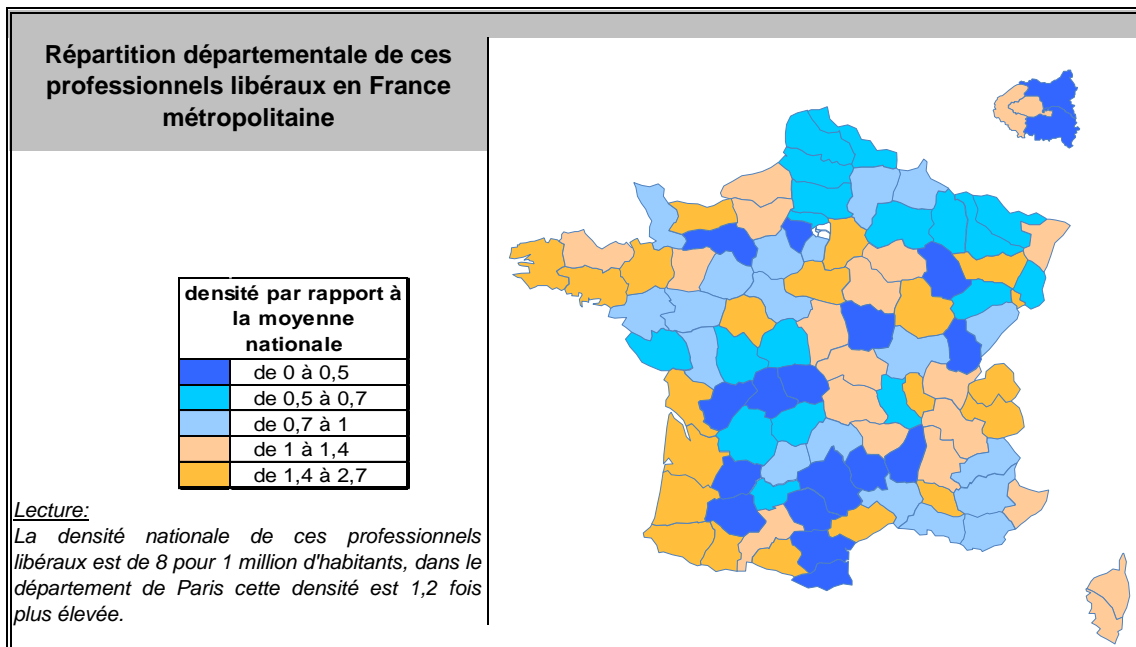 Répartition départementale de ces
professionnels libéraux en France
métropolitaine
densité par rapport à
la moyenne
nationale
de 0 à 0,5
de 0,5 à 0,7
de 0,7 à 1
de 1 à 1,4
de 1,4 à 2,7
Lecture:
La densité nationale de ces professionnels
libéraux est de 8 pour 1 million d'habitants, dans le
département de Paris cette densité est 1,2 fois
plus élevée.